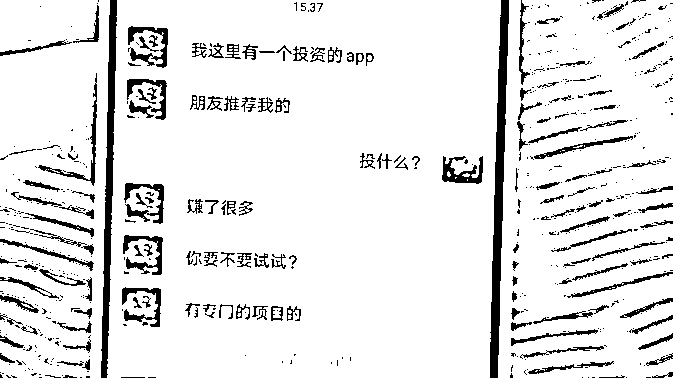 15.37
我这里有一个投资的app
朋友推荐我的
投什么？
赚了很多
你要不要试试？
有专门的项目的